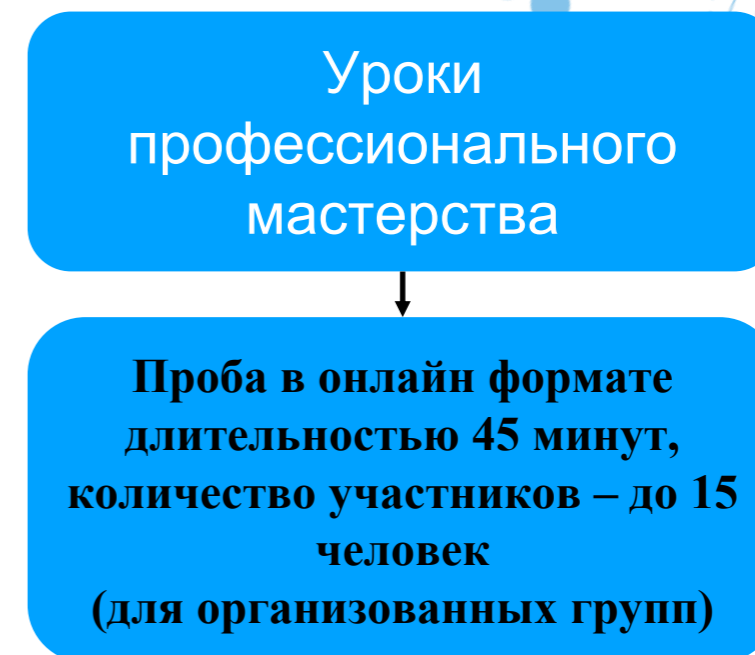 Уроки
профессионального
мастерства
Проба в онлайн формате
длительностью 45 минут,
количество участников – до 15
человек
(для организованных групп)